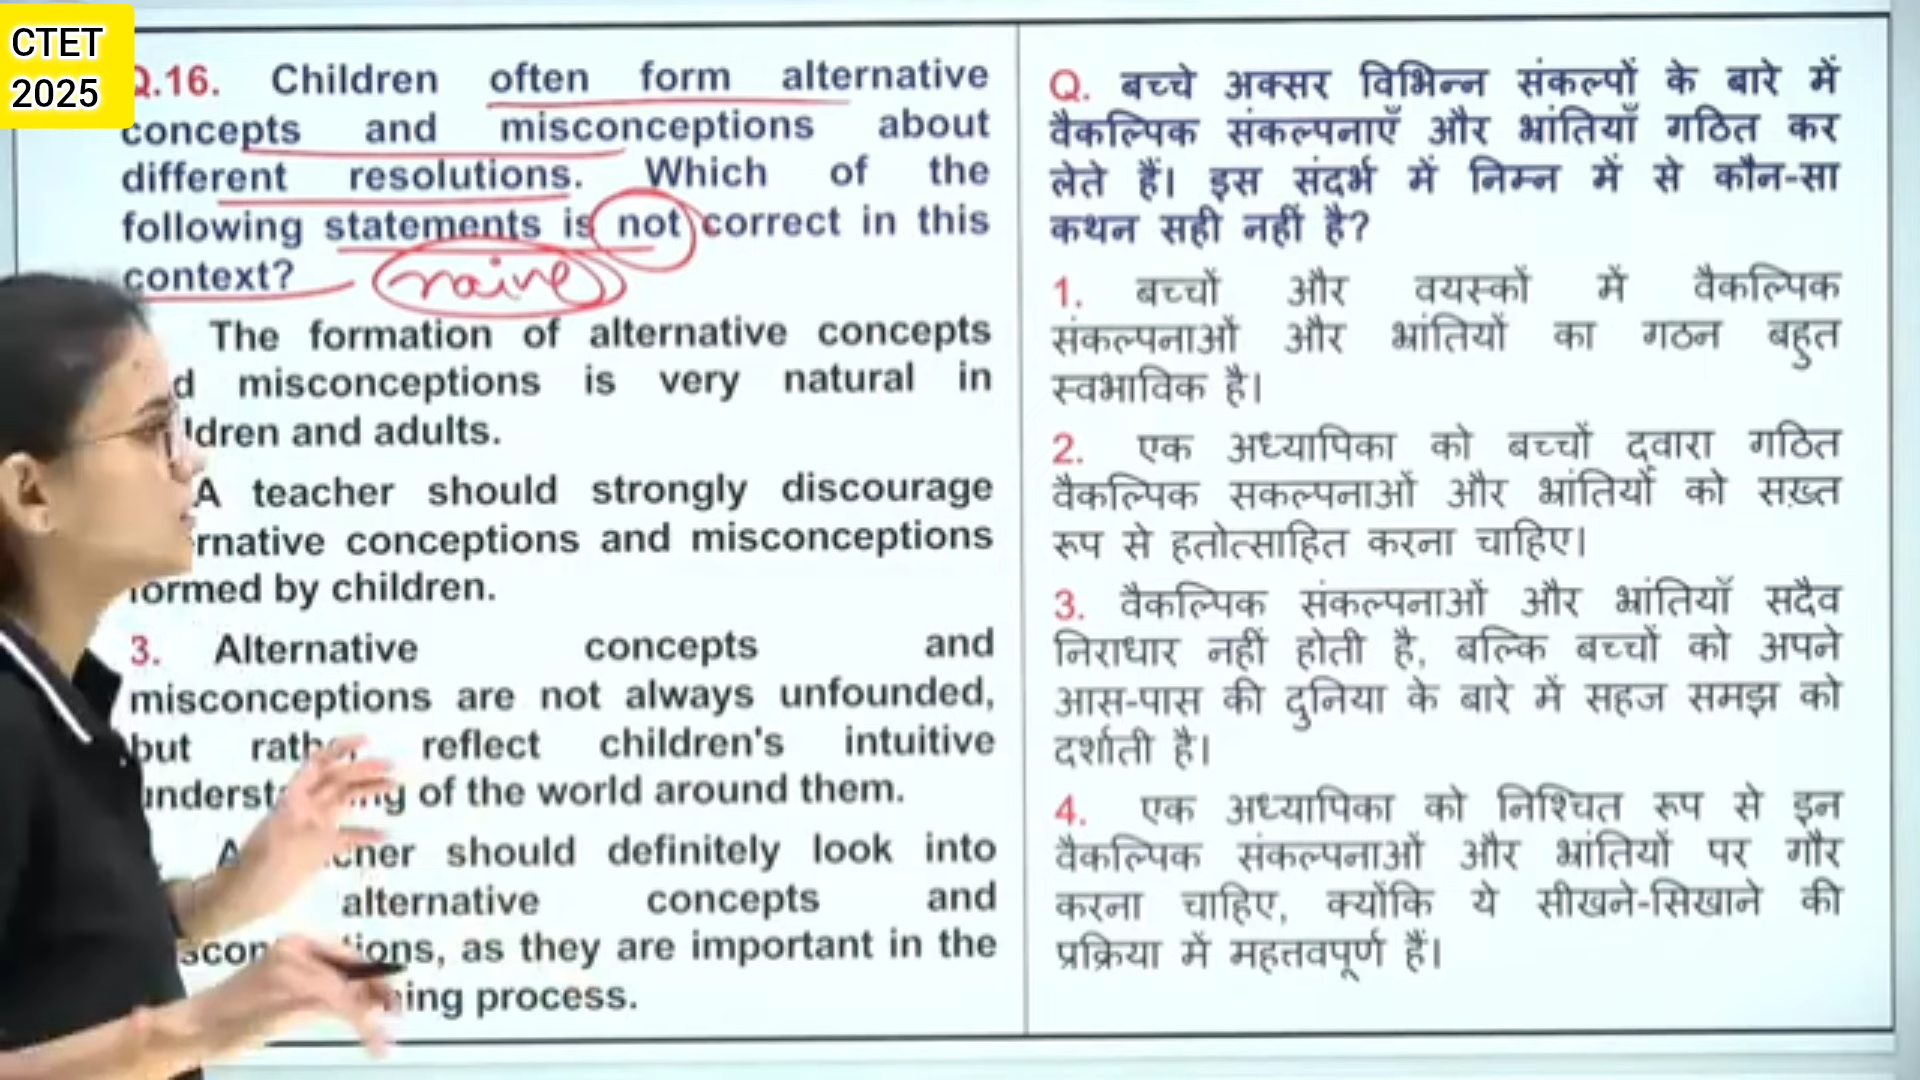 CTET
2025
Q.16. Children often form alternative
concepts and misconceptions about
different resolutions. Which of the
following statements is not correct in this
context?
naive
The formation of alternative concepts
misconceptions is very natural in
and adults.
A teacher should strongly discourage
conceptions and misconceptions
formed by children.
3. Alternative concepts and
misconceptions are not always unfounded,
but rather reflect children's intuitive
of the world around them.
A should definitely look into
alternative concepts and
as they are important in the
process.
Q. बच्चे अक्सर विभिन्न संकल्पों के बारे में
वैकल्पिक संकल्पनाएँ और भ्रांतियाँ गठित कर
लेते हैं। इस संदर्भ में निम्न में से कौन-सा
कथन सही नहीं है?
1. बच्चों और वयस्कों में वैकल्पिक
संकल्पनाओं और भ्रांतियों का गठन बहुत
स्वभाविक है।
2. एक अध्यापिका को बच्चों द्वारा गठित
वैकल्पिक सकल्पनाओं और भ्रांतियों को सख़्त
रूप से हतोत्साहित करना चाहिए।
3. वैकल्पिक संकल्पनाओं और भ्रांतियाँ सदैव
निराधार नहीं होती है, बल्कि बच्चों को अपने
आस-पास की दुनिया के बारे में सहज समझ को
दर्शाती है।
4. एक अध्यापिका को निश्चित रूप से इन
वैकल्पिक संकल्पनाओं और भ्रांतियों पर गौर
करना चाहिए, क्योंकि ये सीखने-सिखाने की
प्रक्रिया में महत्तवपूर्ण हैं।